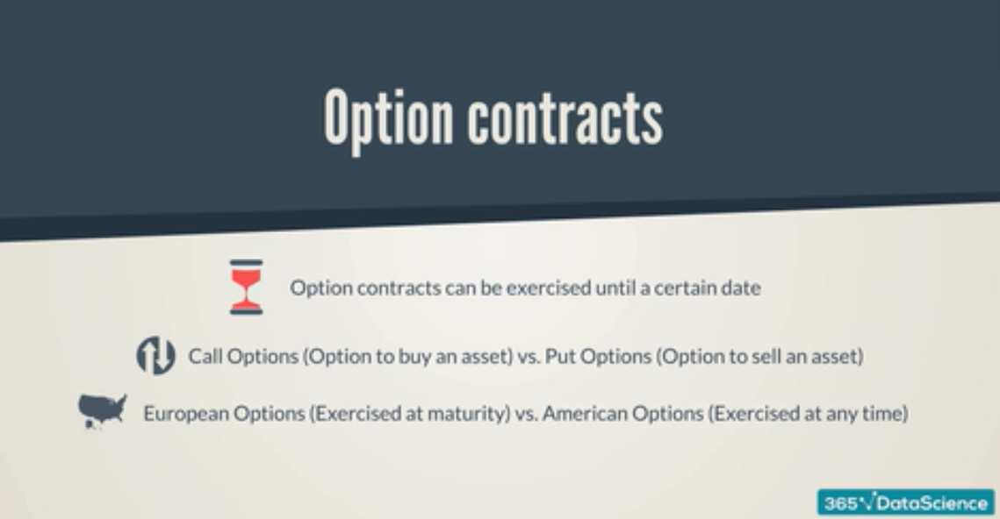 Option contracts
Option contracts can be exercised until a certain date
Call Options (Option to buy an asset) vs. Put Options (Option to sell an asset)
European Options (Exercised at maturity) vs. American Options (Exercised at any time)
365√DataScience